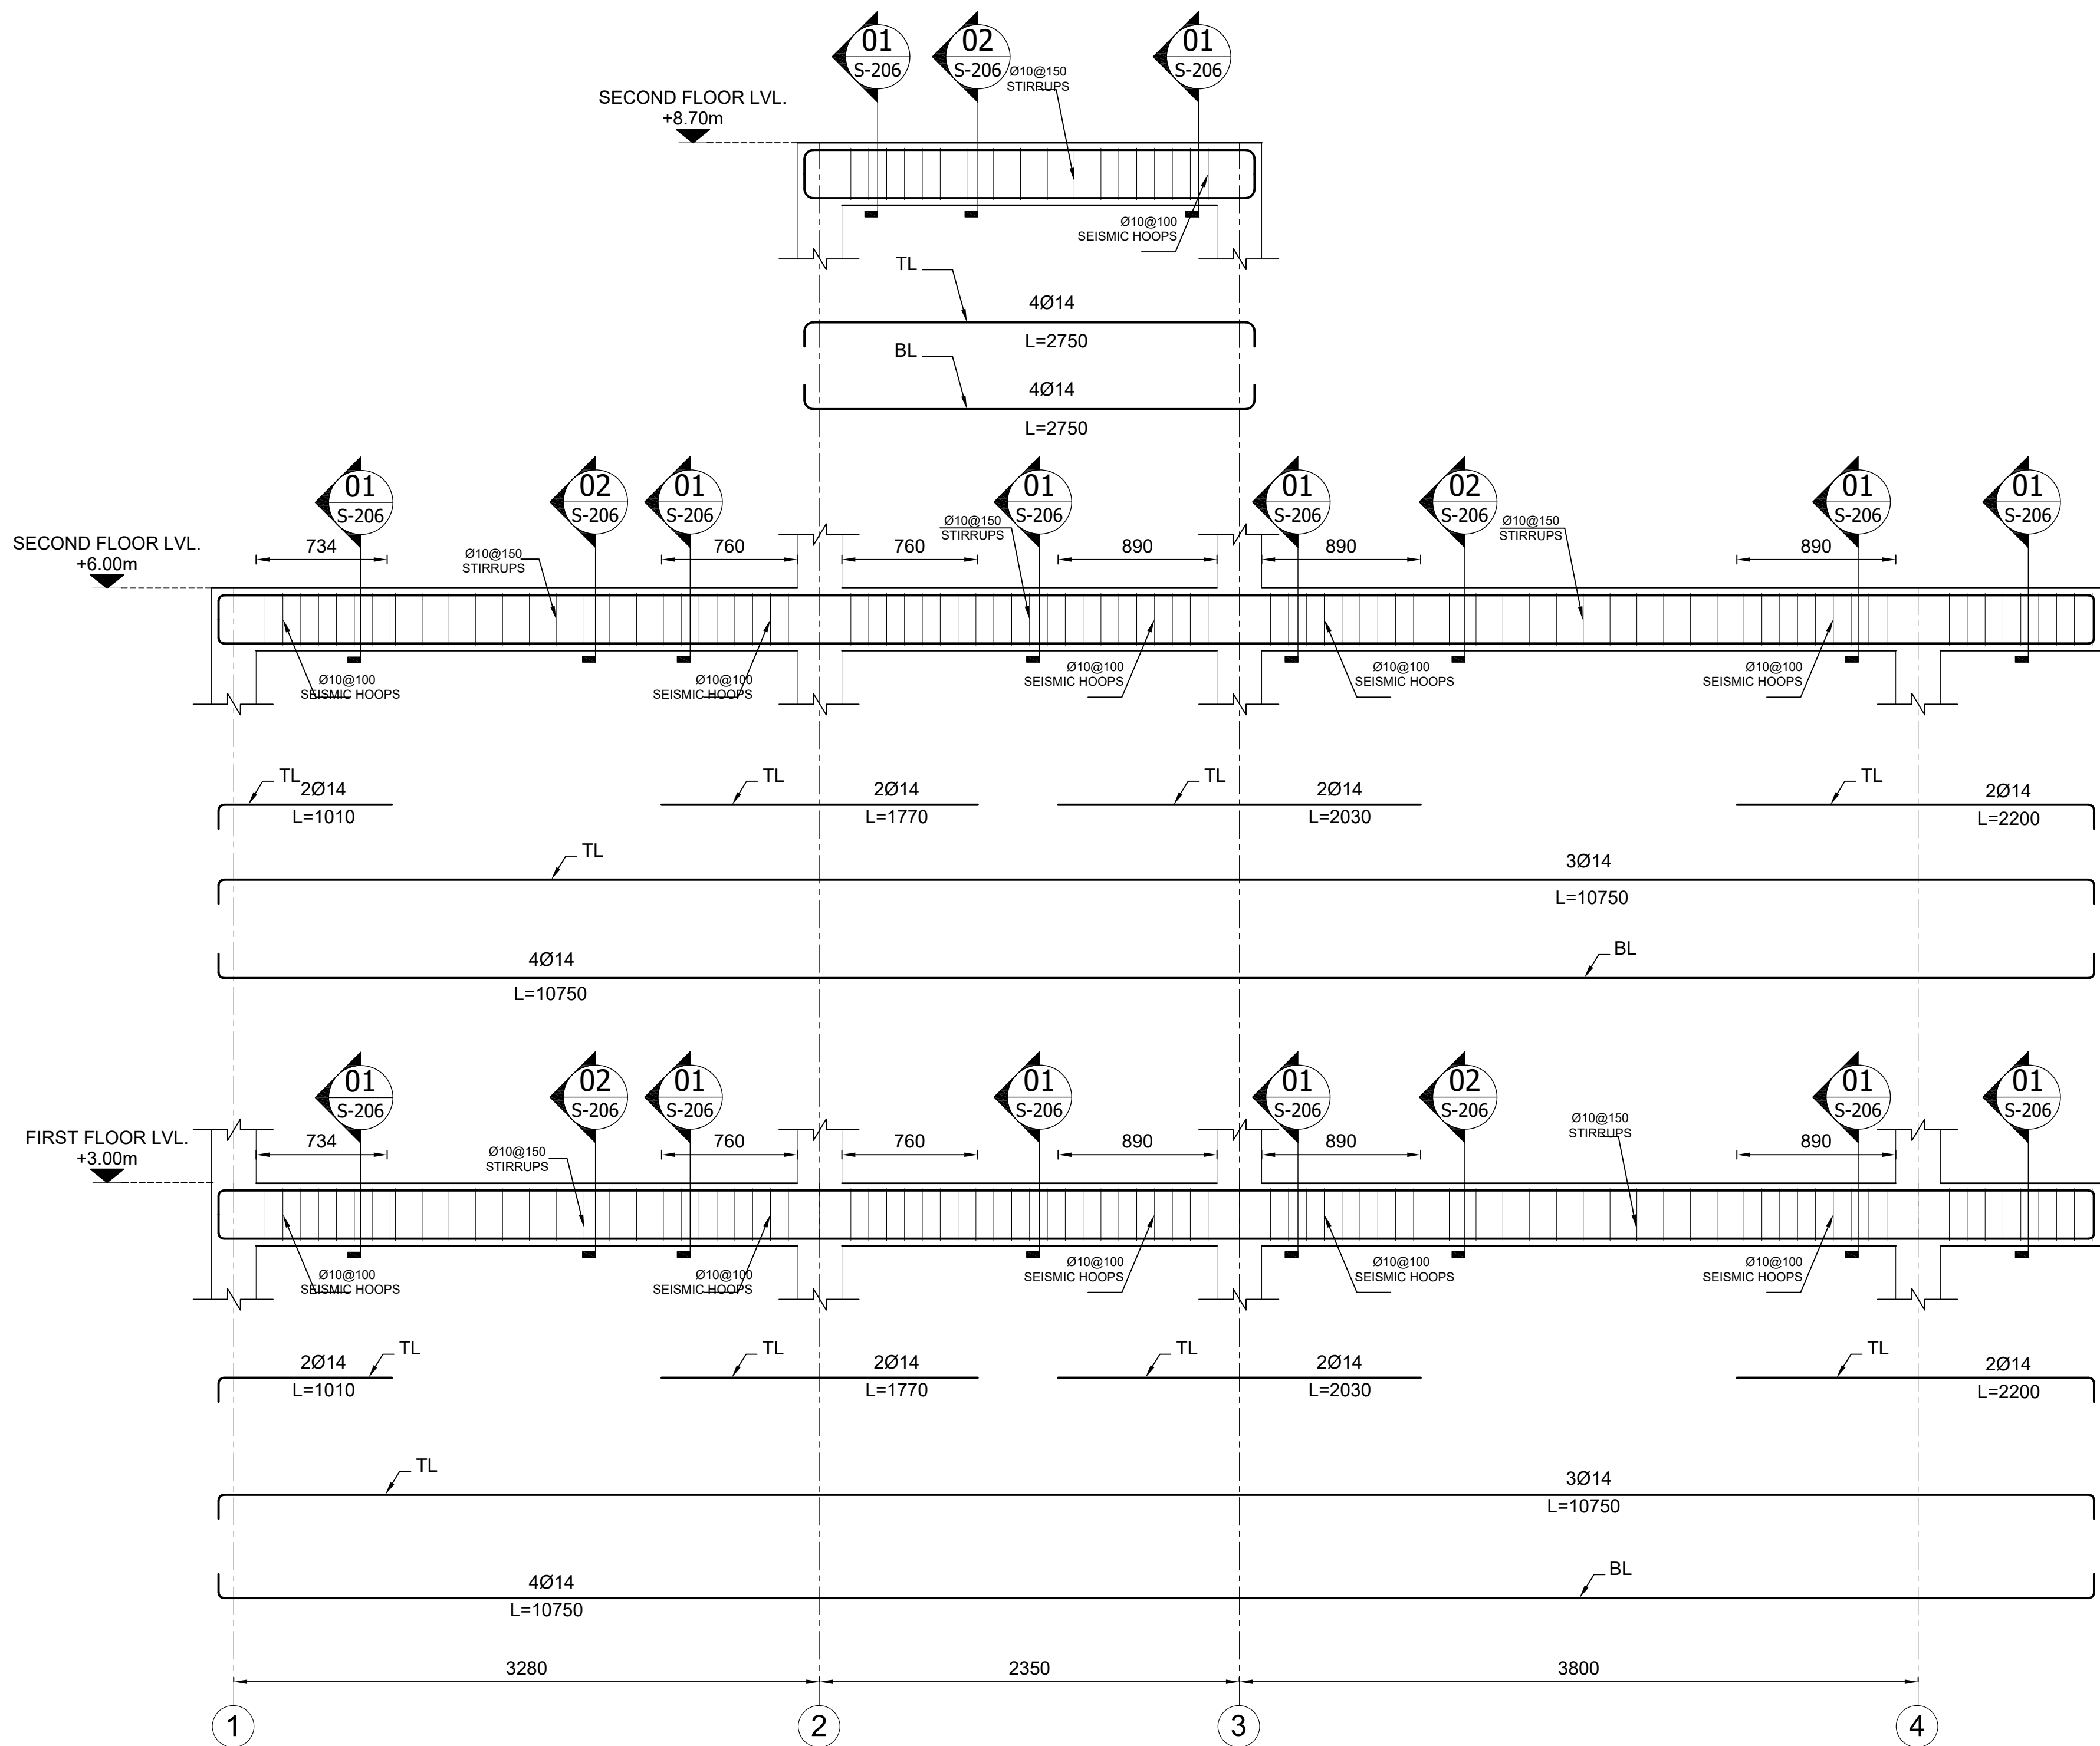 01
S-206
02
S-206
01
S-206
Ø10@150
STIRRUPS
SECOND FLOOR LVL.
+8.70m
Ø10@100
SEISMIC HOOPS
TL
4Ø14
L=2750
BL
4Ø14
L=2750
01
S-206
02
S-206
01
S-206
01
S-206
01
S-206
02
S-206
01
S-206
01
S-206
SECOND FLOOR LVL.
+6.00m
734
Ø10@150
STIRRUPS
760
760
Ø10@150
STIRRUPS
890
890
Ø10@150
STIRRUPS
890
Ø10@100
SEISMIC HOOPS
Ø10@100
SEISMIC HOOPS
Ø10@100
SEISMIC HOOPS
Ø10@100
SEISMIC HOOPS
Ø10@100
SEISMIC HOOPS
TL
2Ø14
L=1010
TL
2Ø14
L=1770
TL
2Ø14
L=2030
TL
2Ø14
L=2200
TL
3Ø14
L=10750
4Ø14
L=10750
BL
01
S-206
02
S-206
01
S-206
01
S-206
01
S-206
02
S-206
01
S-206
01
S-206
FIRST FLOOR LVL.
+3.00m
734
Ø10@150
STIRRUPS
760
760
890
890
Ø10@150
STIRRUPS
890
Ø10@100
SEISMIC HOOPS
Ø10@100
SEISMIC HOOPS
Ø10@100
SEISMIC HOOPS
Ø10@100
SEISMIC HOOPS
Ø10@100
SEISMIC HOOPS
2Ø14
L=1010
TL
TL
2Ø14
L=1770
TL
2Ø14
L=2030
TL
2Ø14
L=2200
TL
3Ø14
L=10750
4Ø14
L=10750
BL
3280
2350
3800
1
2
3
4